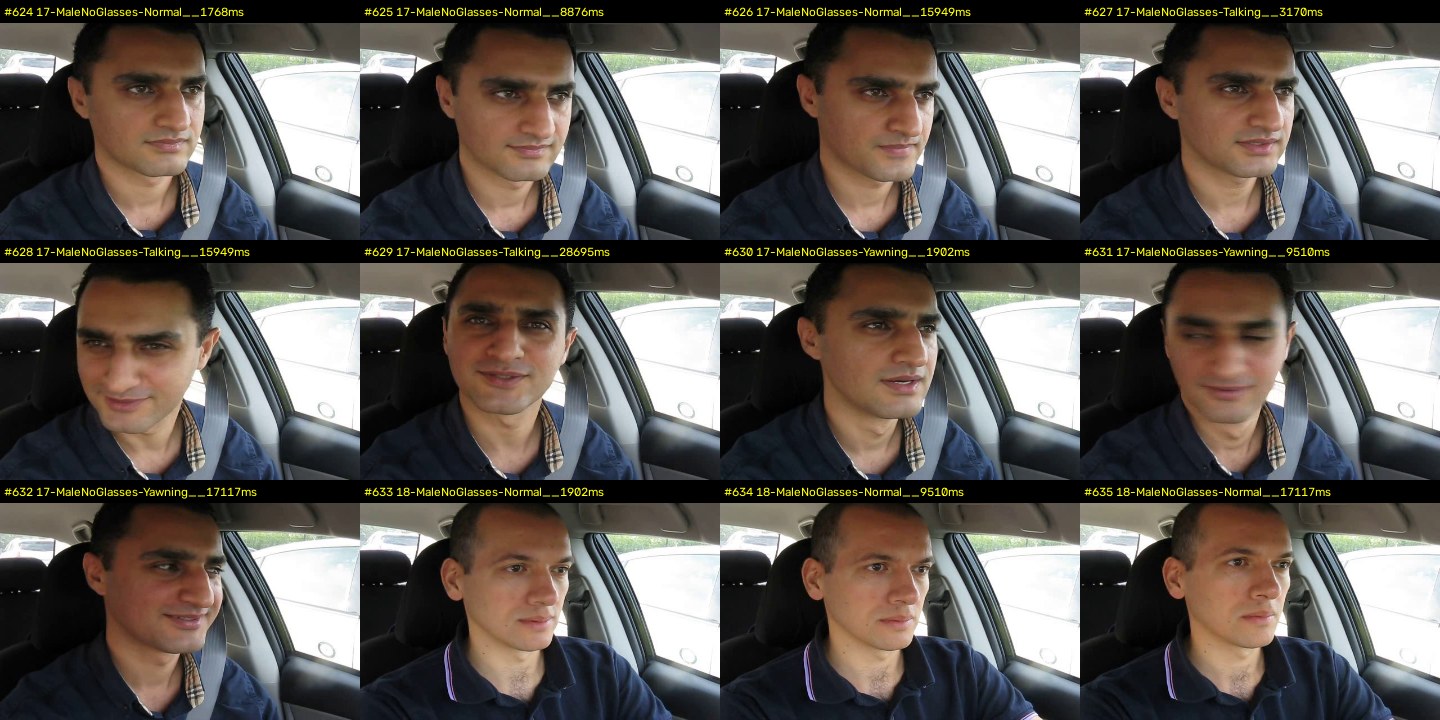 #624 17-MaleNoGlasses-Normal__1768ms
#625 17-MaleNoGlasses-Normal__8876ms
#626 17-MaleNoGlasses-Normal__15949ms
#627 17-MaleNoGlasses-Talking__3170ms
#628 17-MaleNoGlasses-Talking__15949ms
#629 17-MaleNoGlasses-Talking__28695ms
#630 17-MaleNoGlasses-Yawning__1902ms
#631 17-MaleNoGlasses-Yawning__9510ms
#632 17-MaleNoGlasses-Yawning__17117ms
#633 18-MaleNoGlasses-Normal__1902ms
#634 18-MaleNoGlasses-Normal__9510ms
#635 18-MaleNoGlasses-Normal__17117ms